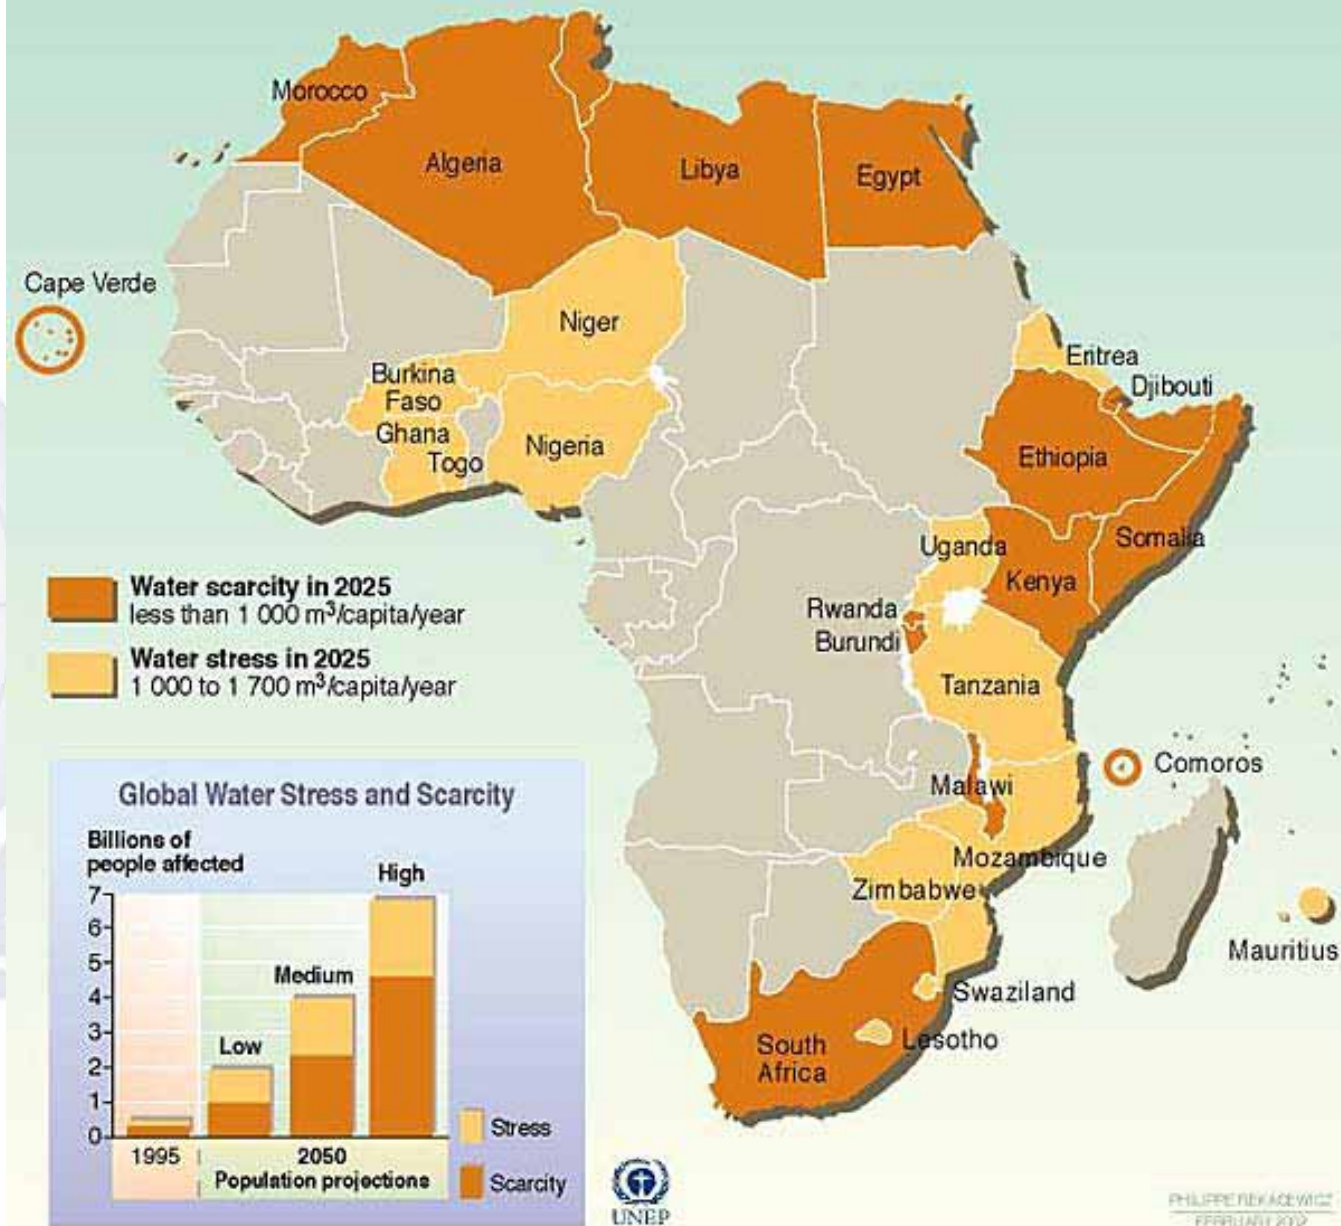 Morocco
Algeria
Libya
Egypt
Cape Verde
Niger
Burkina
Faso
Ghana
Togo
Nigeria
Eritrea
Djibouti
Ethiopia
Somalia
Uganda
Kenya
Rwanda
Burundi
Tanzania
Comoros
Malawi
Mozambique
Zimbabwe
Mauritius
Swaziland
Lesotho
South
Africa
Water scarcity in 2025
less than 1 000 m³/capita/year
Water stress in 2025
1 000 to 1 700 m³/capita/year
Global Water Stress and Scarcity
Billions of
people affected
7
6
5
4
3
2
1
0
Low
Medium
High
1995
2050
Population projections
Stress
Scarcity
UNEP
PHILIPPE REKACEWICZ
FEBRUARY 2002